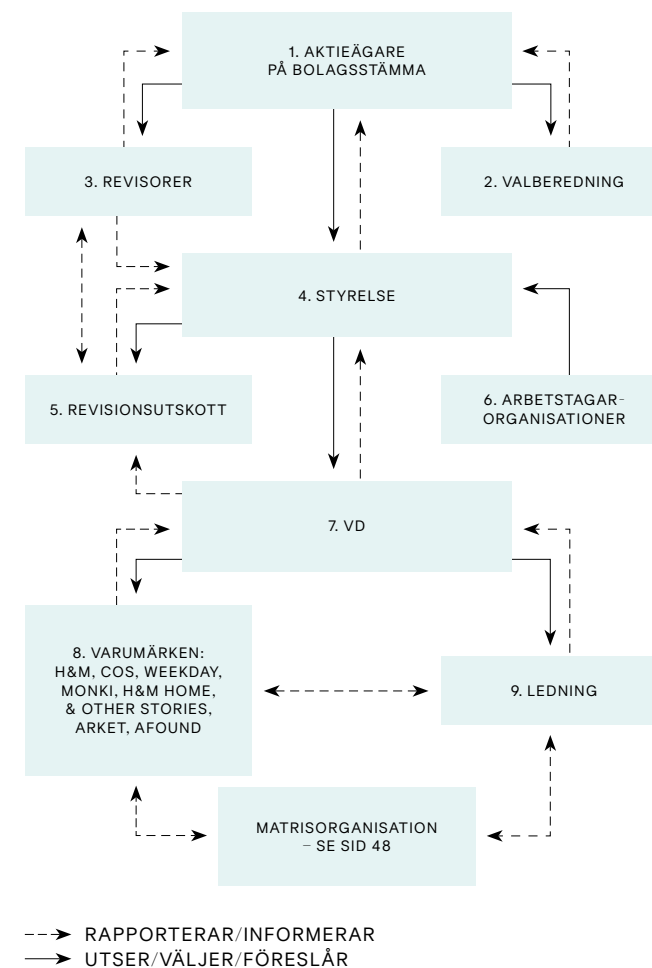 1. AKTIEÄGARE
PÅ BOLAGSSTÄMMA
3. REVISORER
2. VALBEREDNING
4. STYRELSE
5. REVISIONSUTSKOTT
6. ARBETSTAGAR-
ORGANISATIONER
7. VD
8. VARUMÄRKEN:
H&M, COS, WEEKDAY,
MONKI, H&M HOME,
& OTHER STORIES,
ARKET, AFOUND
9. LEDNING
MATRISORGANISATION
– SE SID 48
RAPPORTERAR/INFORMERAR
UTSER/VÄLJER/FÖRESLÅR